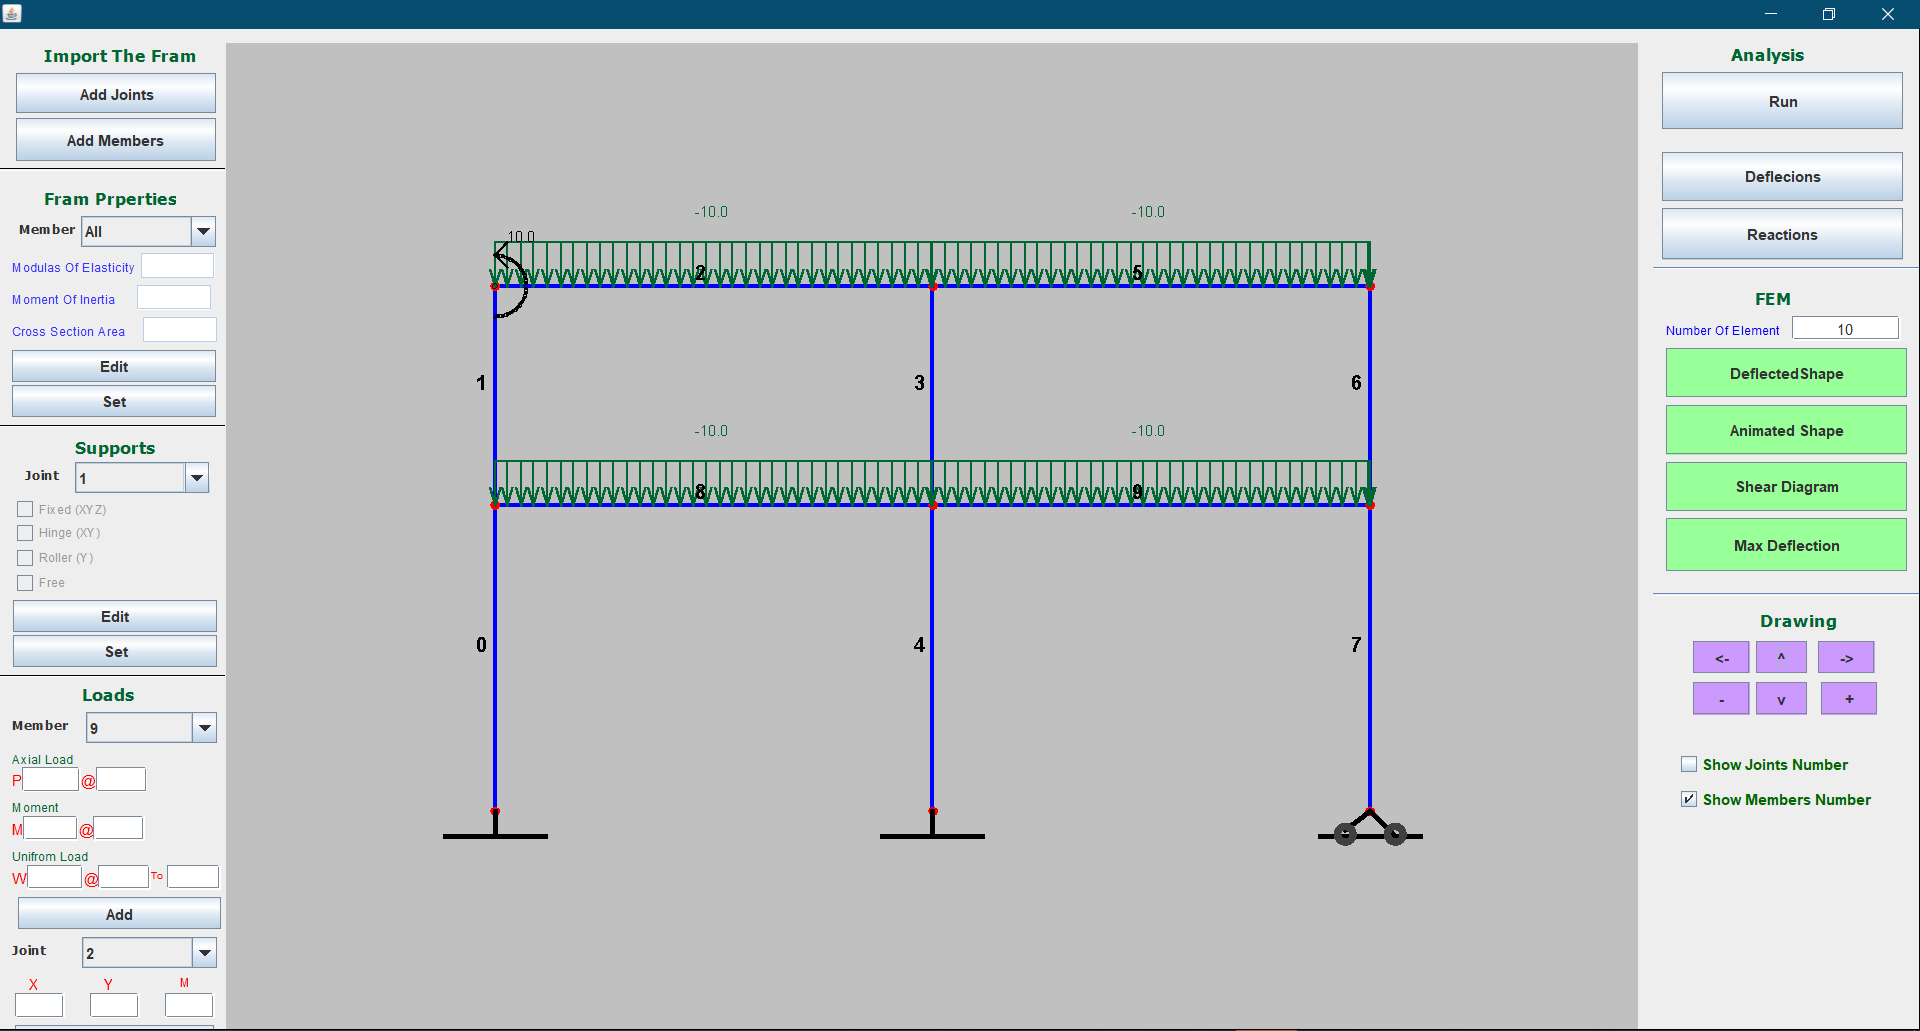 Import The Fram
Add Joints
Add Members
Fram Prperties
Member All
Modulas Of Elasticity
Moment Of Inertia
Cross Section Area
Edit
Set
Supports
Joint 1
Fixed (XYZ)
Hinge (XY)
Roller (Y)
Free
Edit
Set
Loads
Member 9
Axial Load
P @
Moment
M @
Unifrom Load
W @ To
Add
Joint 2
X Y M
-10.0 -10.0
10.0
2 5
1 3 6
-10.0 -10.0
8 9
0 4 7
Analysis
Run
Deflecions
Reactions
FEM
Number Of Element 10
DeflectedShape
Animated Shape
Shear Diagram
Max Deflection
Drawing
<- ^ ->
- v +
Show Joints Number
Show Members Number